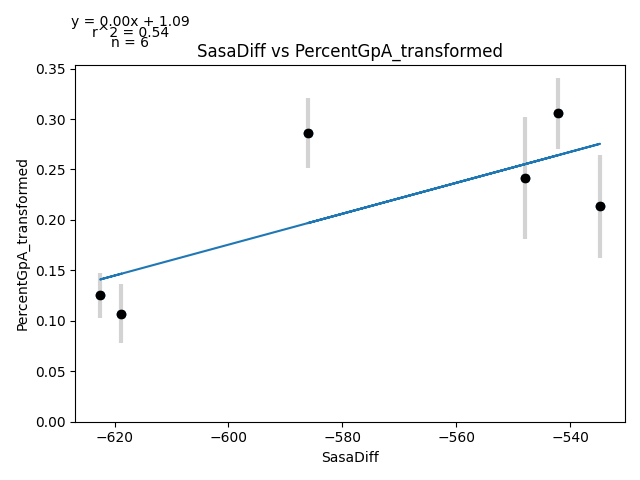 y = 0.00x + 1.09
r^2 = 0.54
n = 6
SasaDiff vs PercentGpA_transformed
0.35
0.30
0.25
0.20
0.15
0.10
0.05
0.00
PercentGpA_transformed
−620
−600
−580
−560
−540
SasaDiff